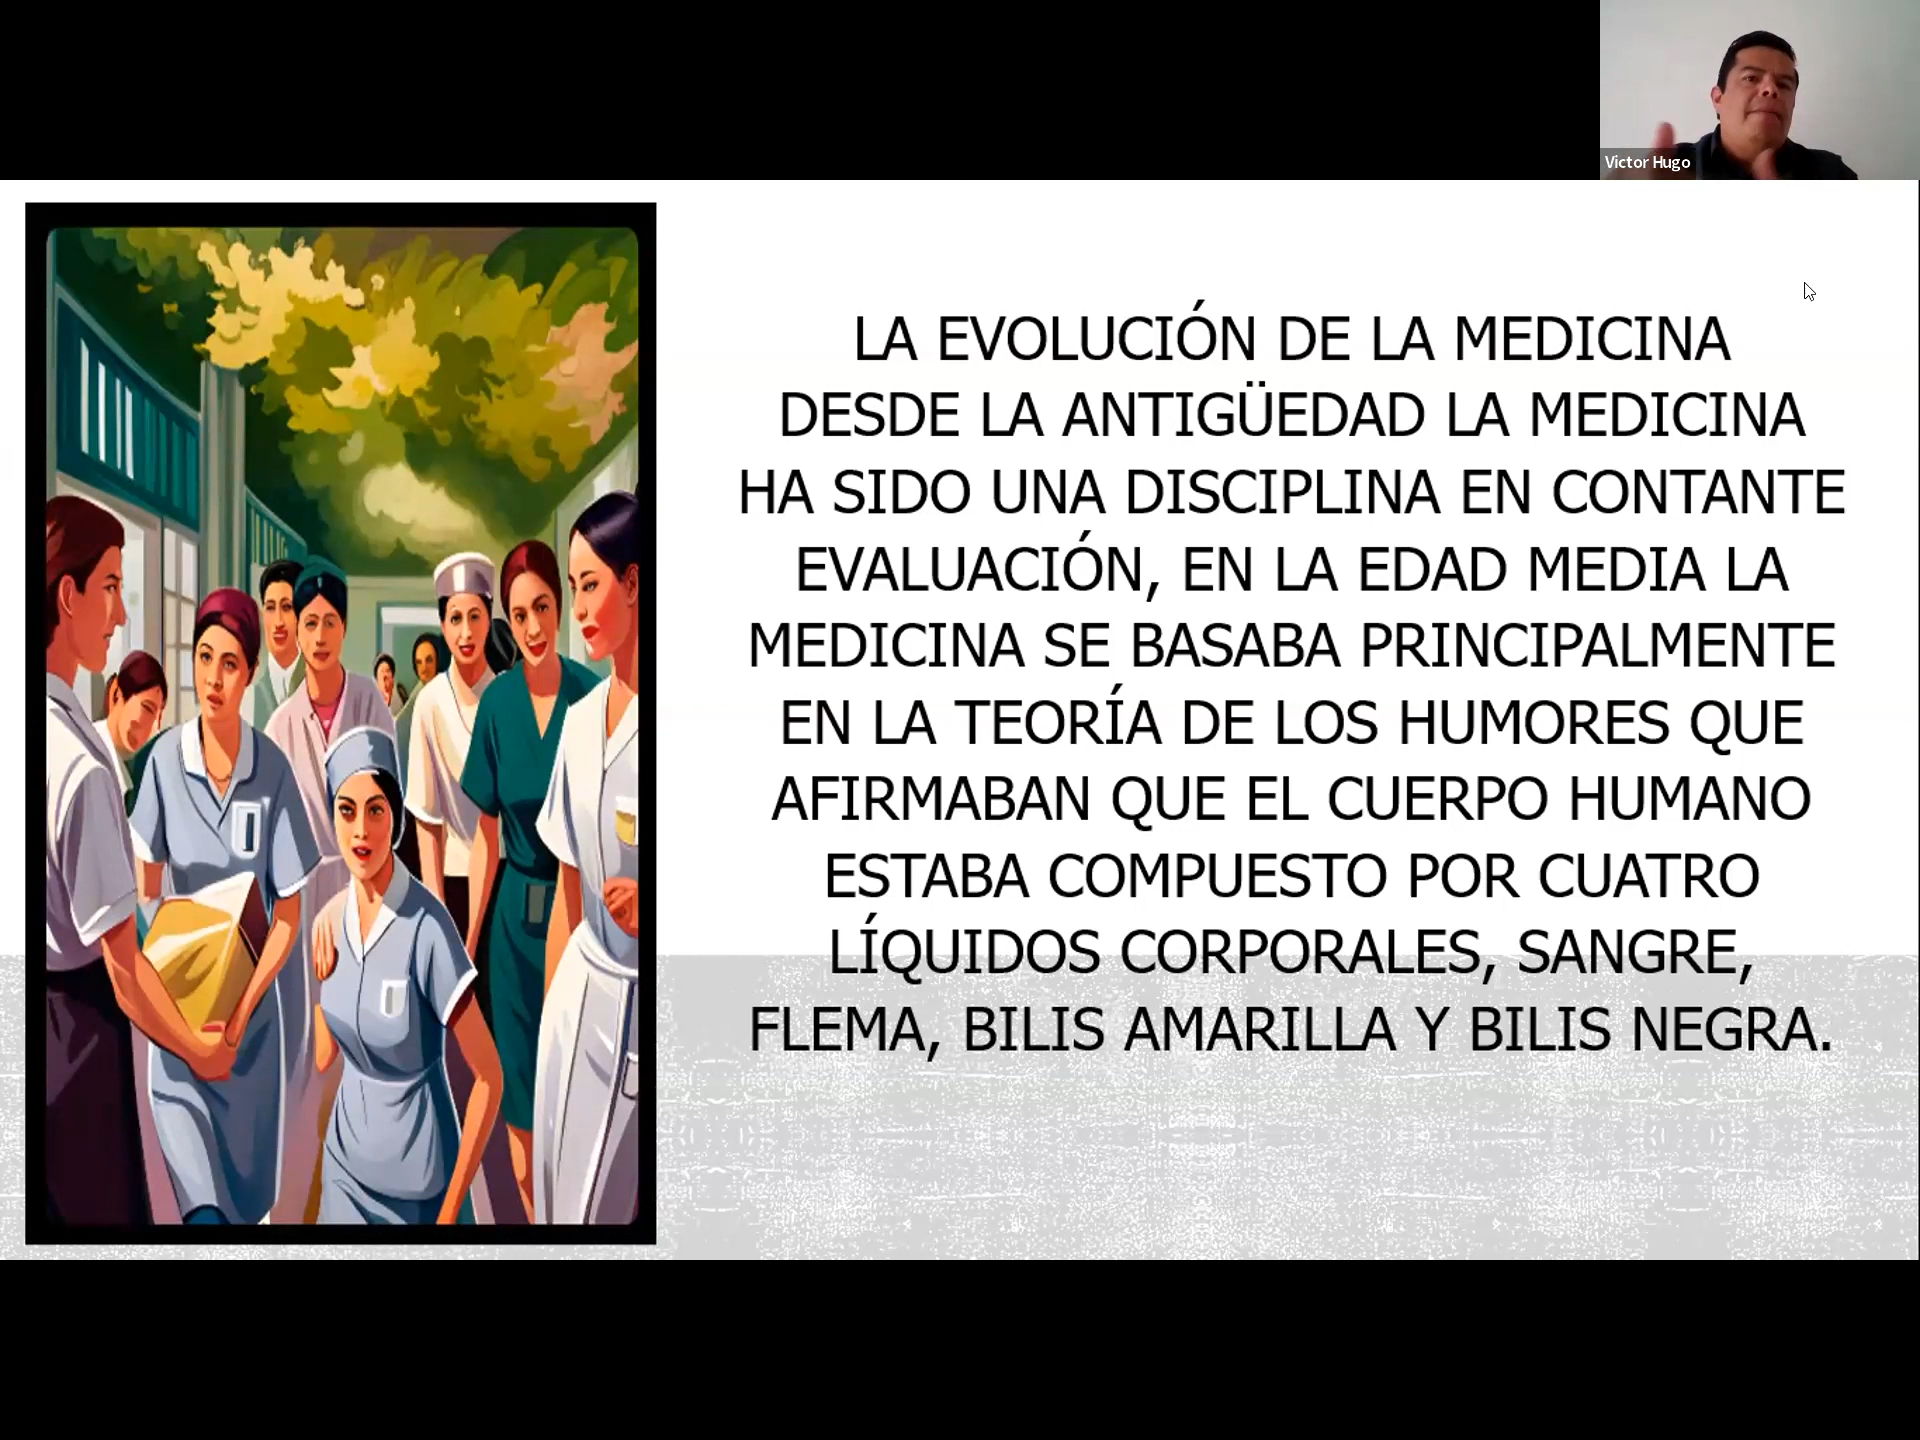 Victor Hugo
LA EVOLUCIÓN DE LA MEDICINA
DESDE LA ANTIGÜEDAD LA MEDICINA
HA SIDO UNA DISCIPLINA EN CONTANTE
EVALUACIÓN, EN LA EDAD MEDIA LA
MEDICINA SE BASABA PRINCIPALMENTE
EN LA TEORÍA DE LOS HUMORES QUE
AFIRMABAN QUE EL CUERPO HUMANO
ESTABA COMPUESTO POR CUATRO
LÍQUIDOS CORPORALES, SANGRE,
FLEMA, BILIS AMARILLA Y BILIS NEGRA.